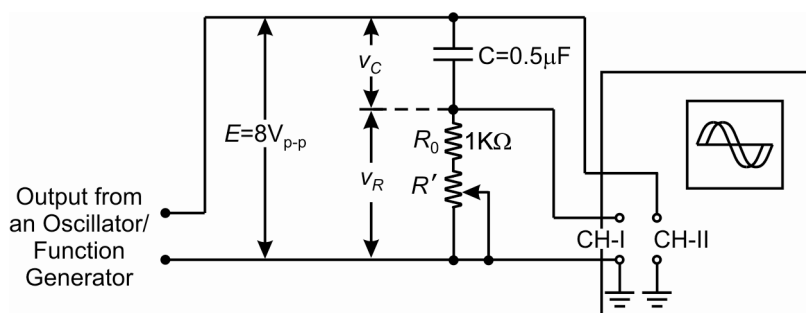 C=0.5μF
v_C
E=8V_p-p
R_0 1KΩ
v_R
R′
Output from
an Oscillator/
Function
Generator
CH-I CH-II